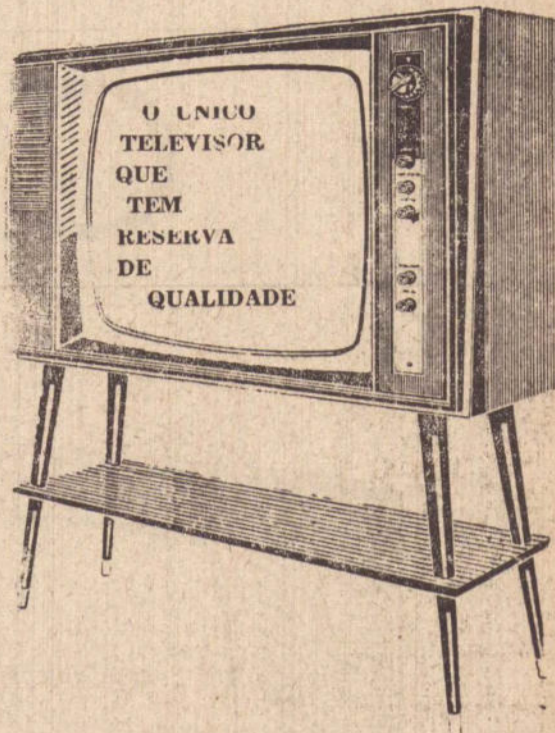 O UNICO
TELEVISOR
QUE
TEM
RESERVA
DE
QUALIDADE